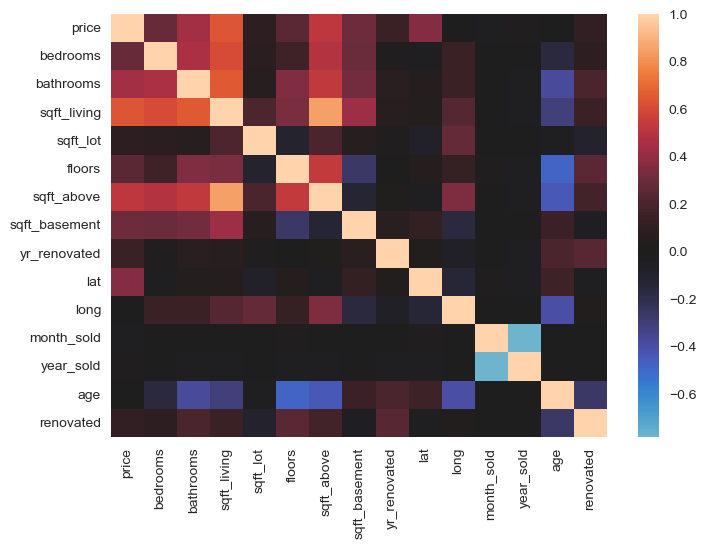 price
bedrooms
bathrooms
sqft_living
sqft_lot
floors
sqft_above
sqft_basement
yr_renovated
lat
long
month_sold
year_sold
age
renovated
price
bedrooms
bathrooms
sqft_living
sqft_lot
floors
sqft_above
sqft_basement
yr_renovated
lat
long
month_sold
year_sold
age
renovated
1.0
0.8
0.6
0.4
0.2
0.0
−0.2
−0.4
−0.6